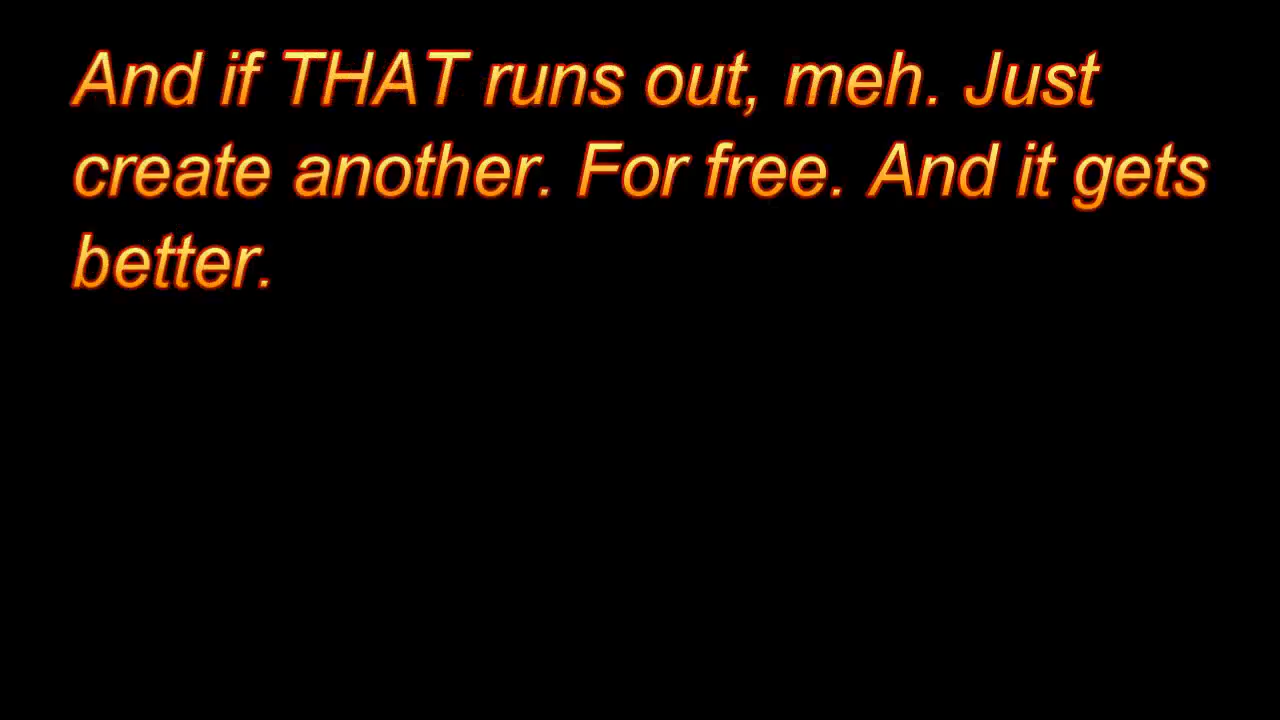 And if THAT runs out, meh. Just
create another. For free. And it gets
better.